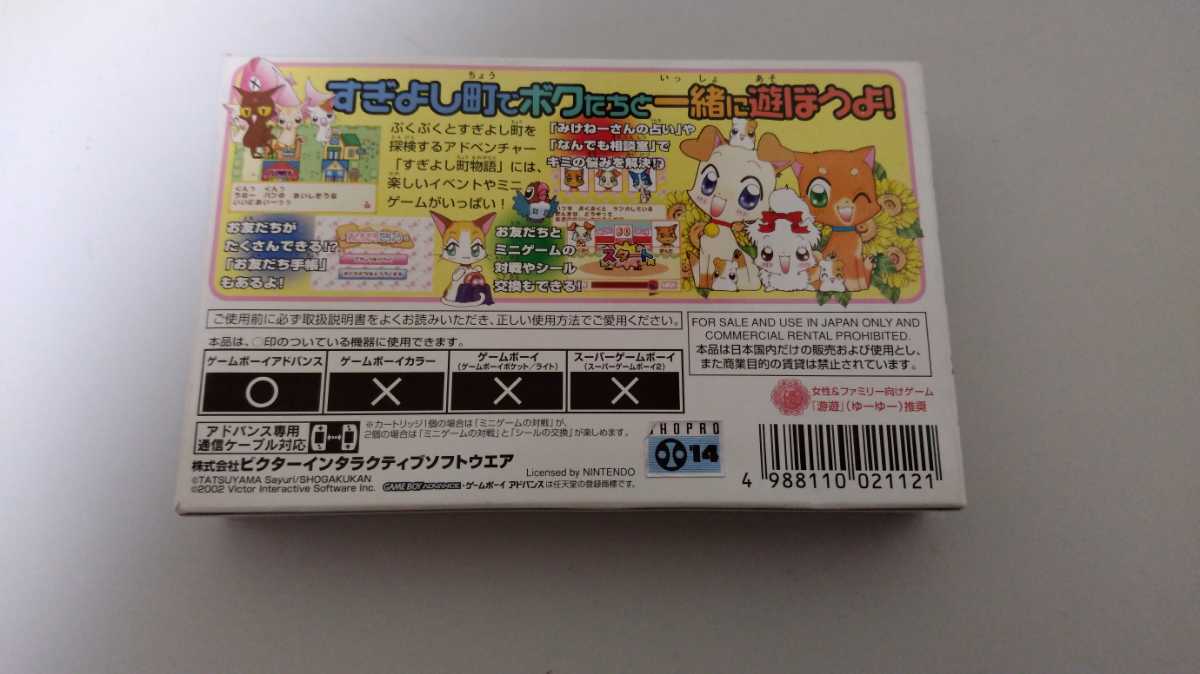 すぎよし町でボクたちと一緒に遊ぼうよ!
ちょう
いっしょ
あそ
ぷくぷくとすぎよし町を
探検するアドベンチャー
「すぎよし町物語」には、
楽しいイベントやミニ
ゲームがいっぱい!
「みけねーさんの占い」や
「なんでも相談室」で
キミの悩みを解決!?
お友だちが
たくさんできる!?
「お友だち手帳」
もあるよ!
お友だちと
ミニゲームの
対戦やシール
交換もできる!
スタート
ご使用前に必ず取扱説明書をよくお読みいただき、正しい使用方法でご愛用ください。
本品は、○印のついている機器に使用できます。
ゲームボーイアドバンス
ゲームボーイカラー
ゲームボーイ
(ゲームボーイポケット/ライト)
スーパーゲームボーイ
(スーパーゲームボーイ2)
○
×
×
×
FOR SALE AND USE IN JAPAN ONLY AND
COMMERCIAL RENTAL PROHIBITED.
本品は日本国内だけの販売および使用とし、
また商業目的の賃貸は禁止されています。
女性&ファミリー向けゲーム
「游遊」(ゆーゆー)推奨
アドバンス専用
通信ケーブル対応
※カートリッジ1個の場合は「ミニゲームの対戦」が、
2個の場合は「ミニゲームの対戦」と「シールの交換」が楽しめます。
株式会社ビクターインタラクティブソフトウエア
©TATSUYAMA Sayuri/SHOGAKUKAN
©2002 Victor Interactive Software Inc.
Licensed by NINTENDO
GAME BOY ADVANCE・ゲームボーイ アドバンスは任天堂の登録商標です。
SHOPRO
14
4 988110 021121